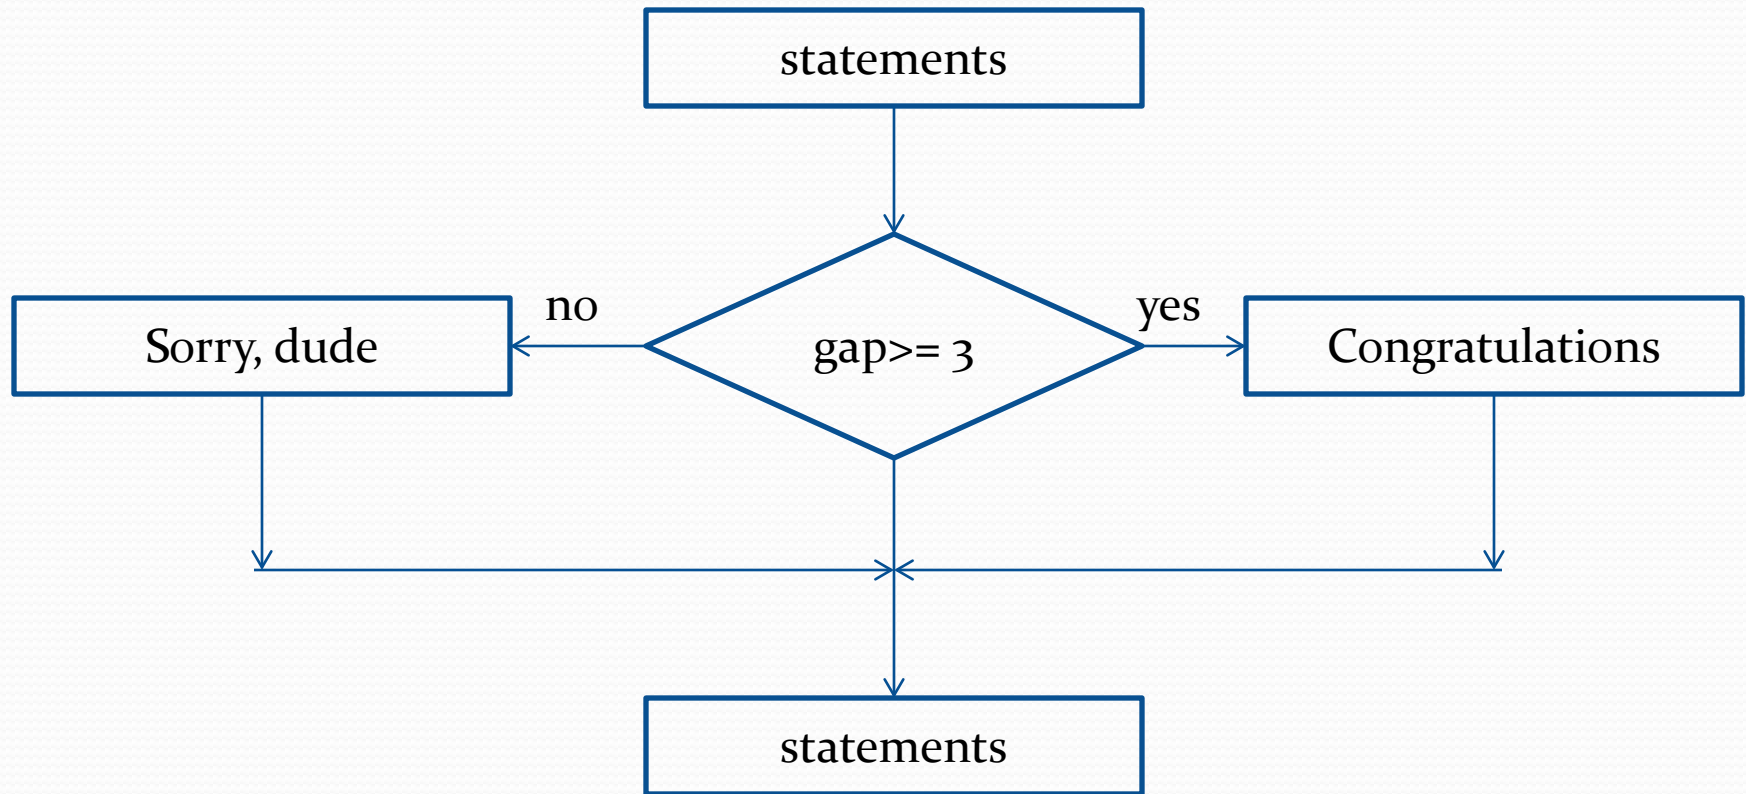 statements
no
yes
Sorry, dude
gap>= 3
Congratulations
statements